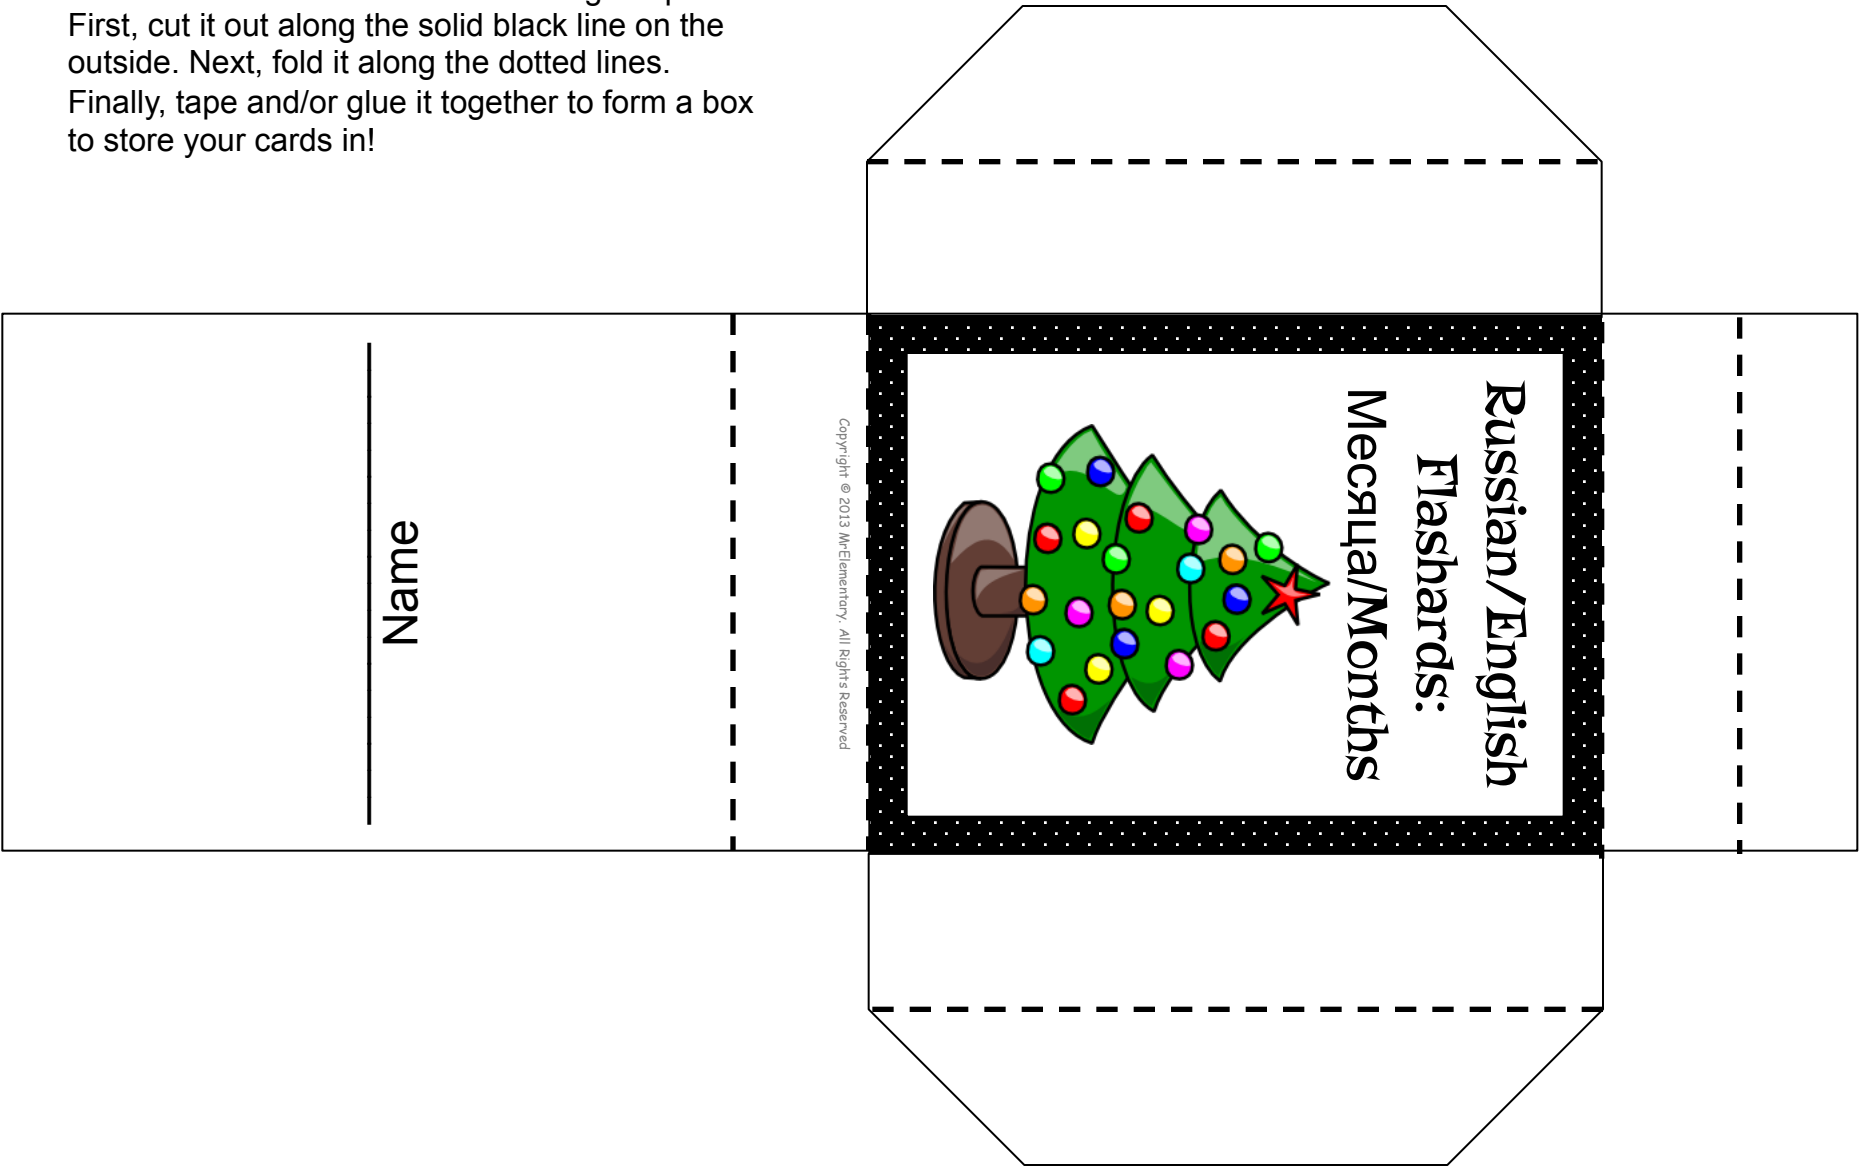 First, cut it out along the solid black line on the
outside. Next, fold it along the dotted lines.
Finally, tape and/or glue it together to form a box
to store your cards in!
Name
Copyright © 2013 MrElementary. All Rights Reserved
Russian/English
Flashards:
Месяца/Months